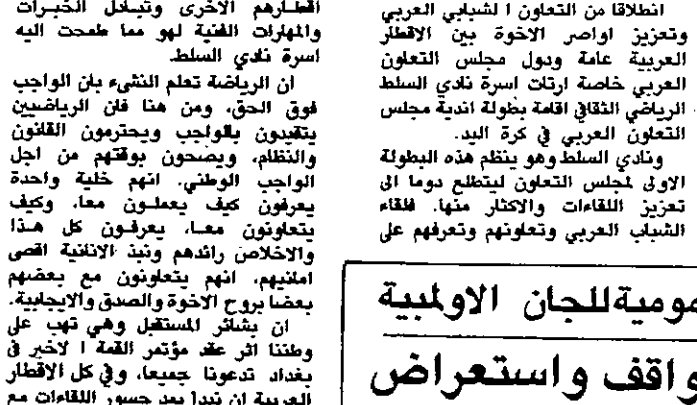 انطلاقا من التعاون ا لشبابي العربي
وتعزيز اواصر الاخوة بين الاقطار
العربية عامة ودول مجلس التعاون
العربي خاصة ارتات اسرة نادي السلط
الرياضي الثقافي اقامة بطولة اندية مجلس
التعاون العربي في كرة اليد.
ونادي السلط وهو ينظم هذه البطولة
الاولى لمجلس التعاون ليتطلع دوما الى
تعزيز اللقاءات والاكثار منها. فلقاء
الشباب العربي وتعاونهم وتعرفهم على
اقطارهم الاخرى وتبادل الخبرات
والمهارات الفنية لهو مما طمحت اليه
اسرة نادي السلط.
ان الرياضة تعلم النشىء بان الواجب
فوق الحق، ومن هنا فان الرياضيين
يتقيدون بالواجب ويحترمون القانون
والنظام، ويضحون بوقتهم من اجل
الواجب الوطني. انهم خلية واحدة
يعرفون كيف يعملون معا، وكيف
يتعاونون معا، يعرفون كل هذا
والاخلاص رائدهم ونبذ الانانية اقصى
امانيهم. انهم يتعاونون مع بعضهم
بعضا بروح الاخوة والصدق والايجابية.
ان بشائر المستقبل وهي تهب على
وطننا اثر عقد مؤتمر القمة ا لاخير في
بغداد تدعونا جميعا، وفي كل الاقطار
العربية ان نبدا بمد جسور اللقاءات مع
موميةللجان الاولمبية
واقف واستعراض